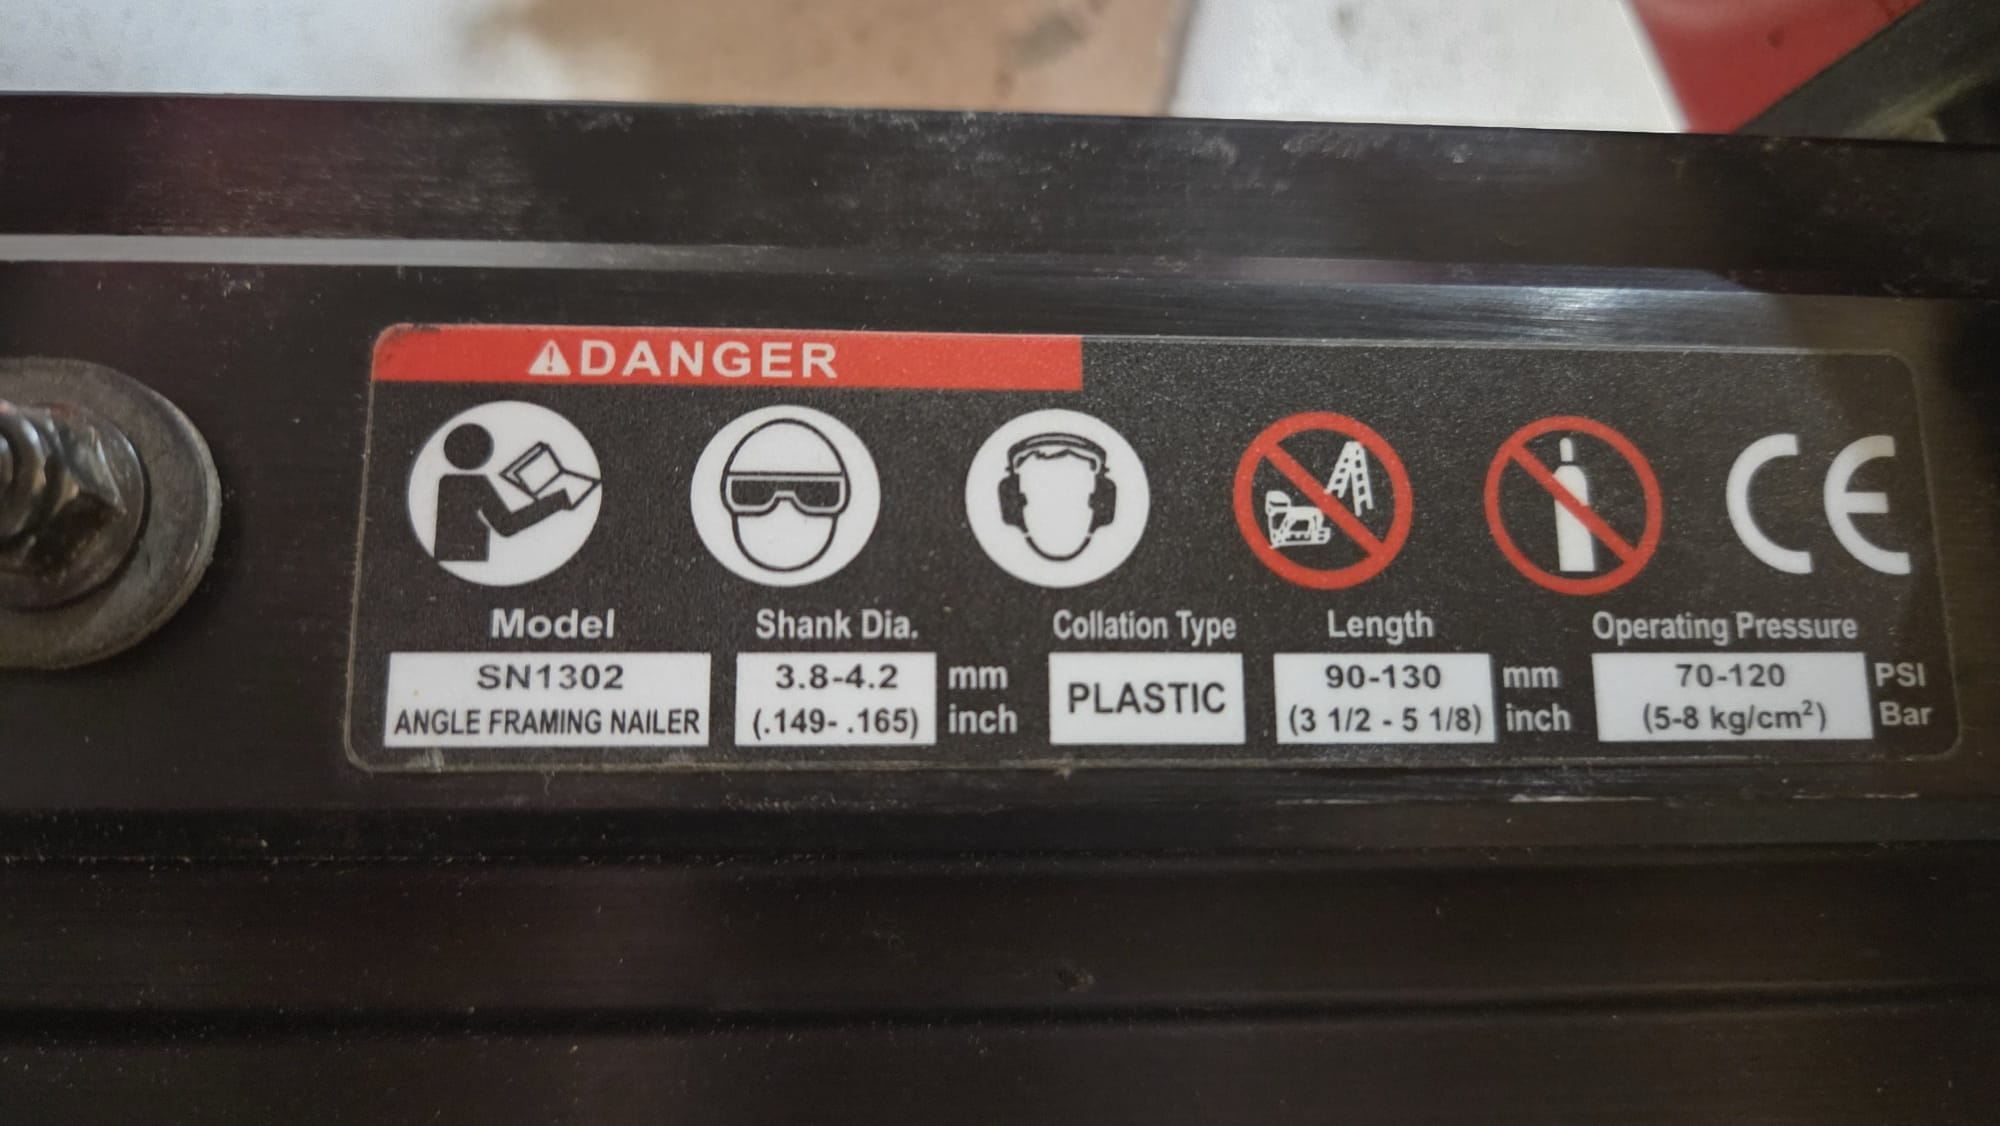 DANGER
CE
Model Shank Dia. Collation Type Length Operating Pressure
SN1302 3.8-4.2 mm PLASTIC 90-130 mm 70-120 PSI
ANGLE FRAMING NAILER (.149- .165) inch (3 1/2 - 5 1/8) inch (5-8 kg/cm²) Bar